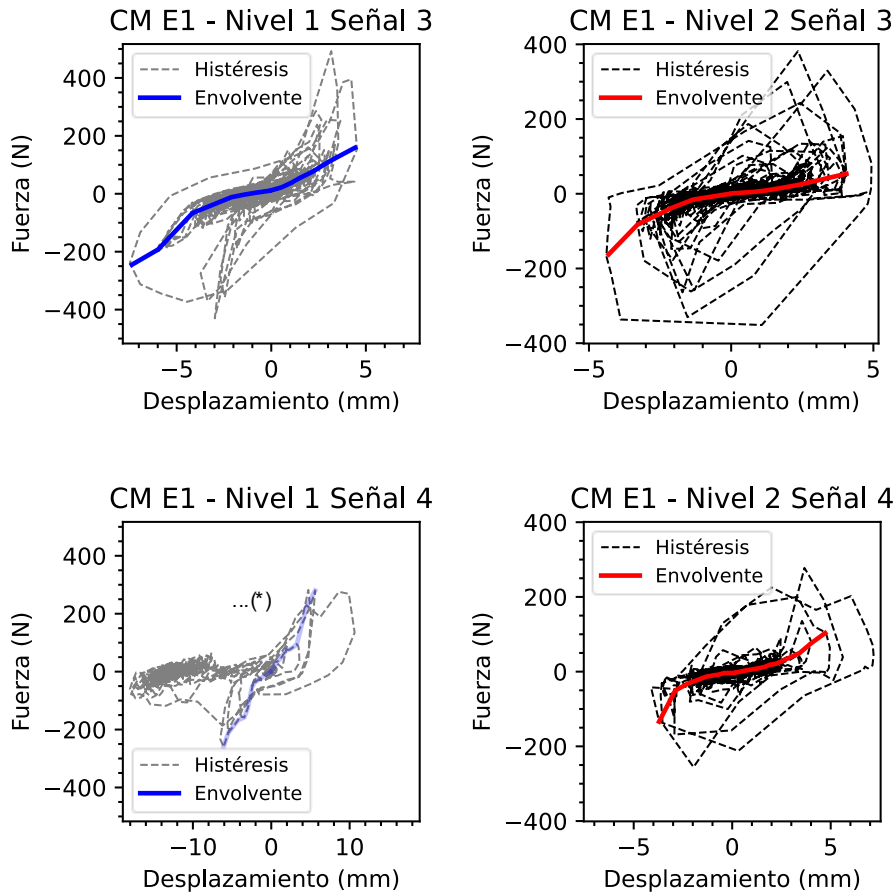 CM E1 - Nivel 1 Señal 3
Fuerza (N)
400
200
0
−200
−400
Histéresis
Envolvente
−5
0
5
Desplazamiento (mm)
CM E1 - Nivel 2 Señal 3
Fuerza (N)
400
200
0
−200
−400
Histéresis
Envolvente
−5
0
5
Desplazamiento (mm)
CM E1 - Nivel 1 Señal 4
Fuerza (N)
400
200
0
−200
−400
...(*)
Histéresis
Envolvente
−10
0
10
Desplazamiento (mm)
CM E1 - Nivel 2 Señal 4
Fuerza (N)
400
200
0
−200
−400
Histéresis
Envolvente
−5
0
5
Desplazamiento (mm)